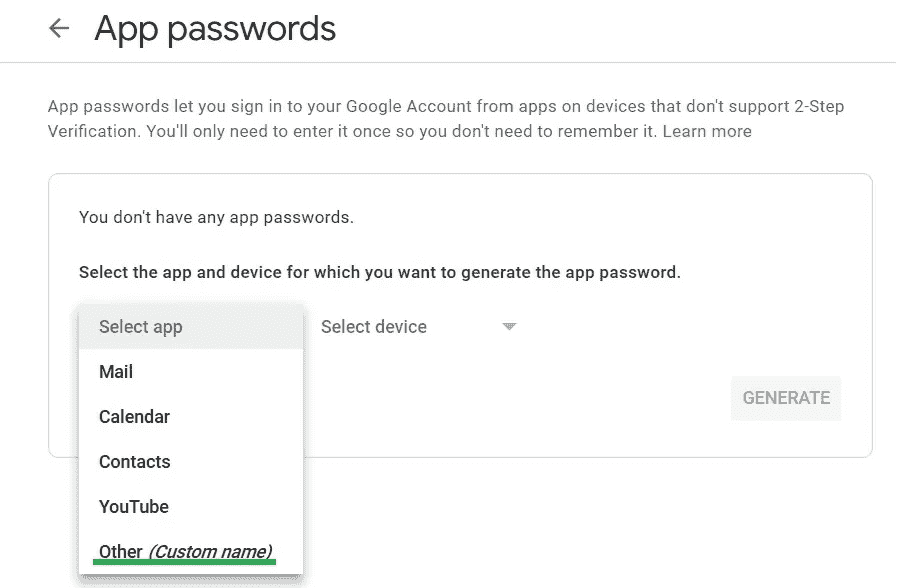 App passwords
App passwords let you sign in to your Google Account from apps on devices that don't support 2-Step
Verification. You'll only need to enter it once so you don't need to remember it. Learn more
You don't have any app passwords.
Select the app and device for which you want to generate the app password.
Select app
Select device
Mail
Calendar
Contacts
YouTube
Other (Custom name)
GENERATE